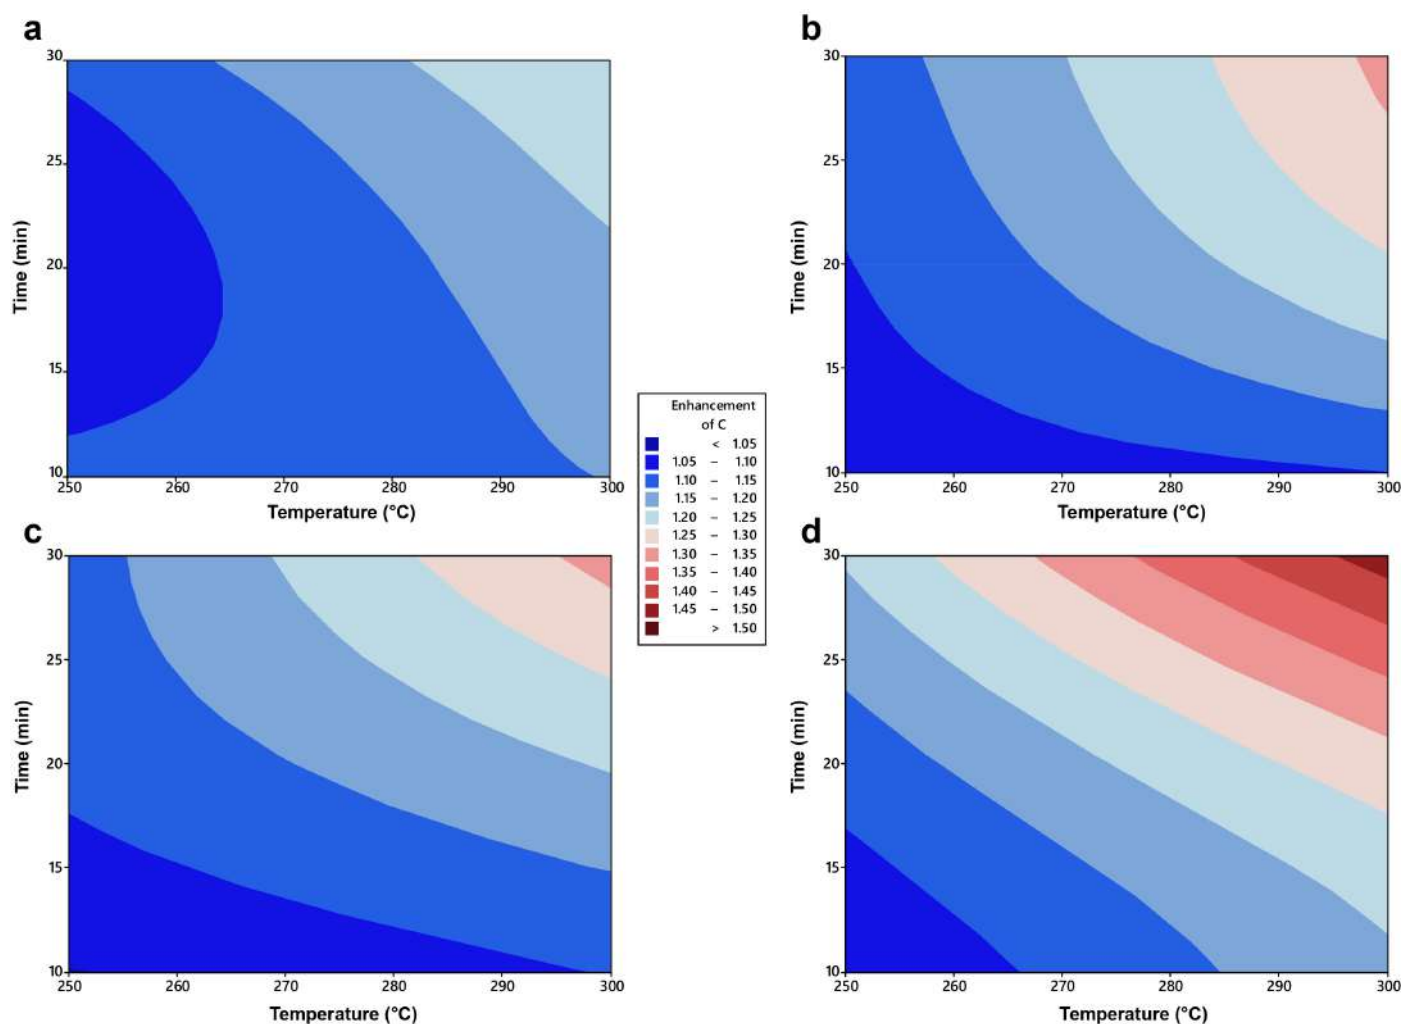 a
30
25
20
15
10
250 260 270 280 290 300
Time (min)
Temperature (°C)
b
30
25
20
15
10
250 260 270 280 290 300
Time (min)
Temperature (°C)
Enhancement
of C
< 1.05
1.05 – 1.10
1.10 – 1.15
1.15 – 1.20
1.20 – 1.25
1.25 – 1.30
1.30 – 1.35
1.35 – 1.40
1.40 – 1.45
1.45 – 1.50
> 1.50
c
30
25
20
15
10
250 260 270 280 290 300
Time (min)
Temperature (°C)
d
30
25
20
15
10
250 260 270 280 290 300
Time (min)
Temperature (°C)